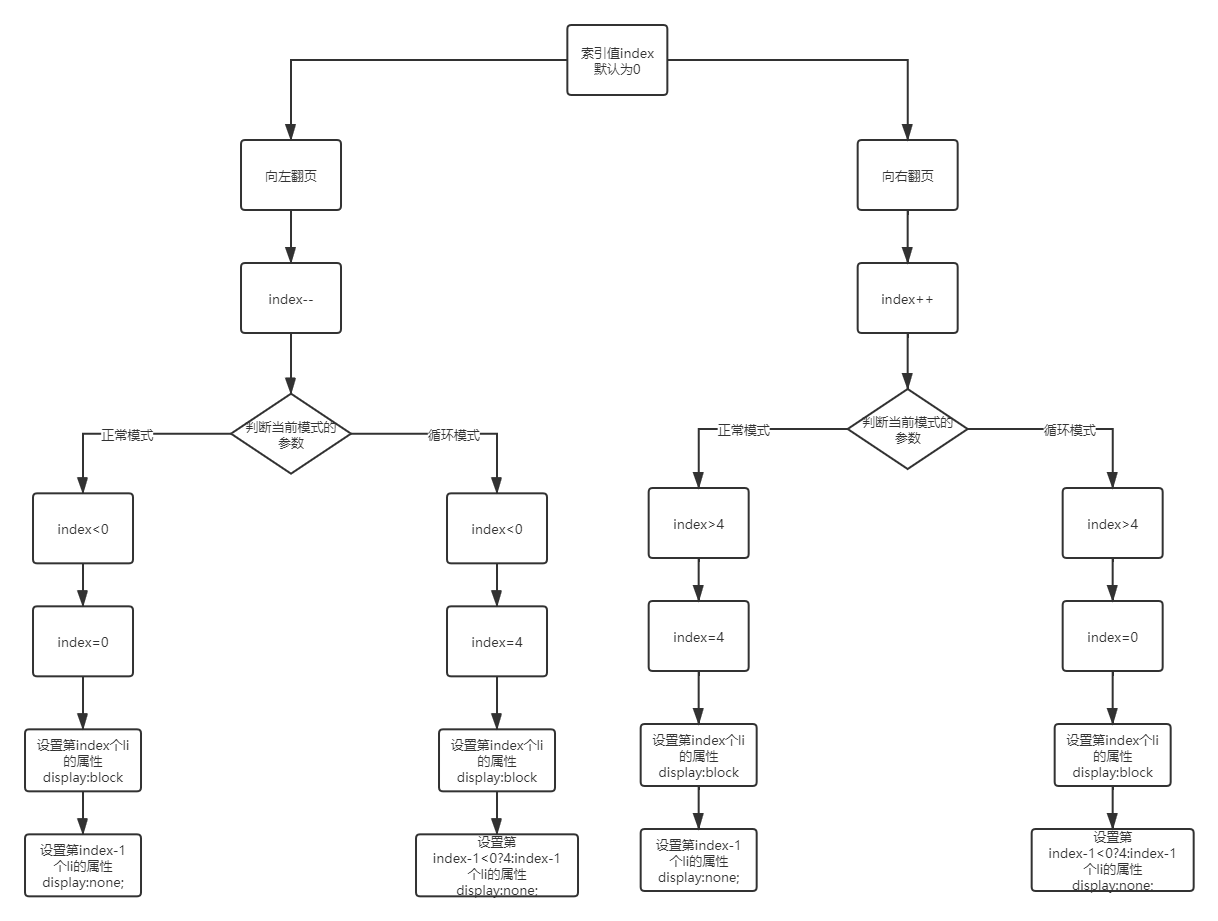 索引值index
默认为0
向左翻页
向右翻页
index--
index++
判断当前模式的
参数
正常模式
循环模式
判断当前模式的
参数
正常模式
循环模式
index<0
index<0
index>4
index>4
index=0
index=4
index=4
index=0
设置第index个li
的属性
display:block
设置第index个li
的属性
display:block
设置第index个li
的属性
display:block
设置第index个li
的属性
display:block
设置第index-1
个li的属性
display:none;
设置第
index-1<0?4:index-1
个li的属性
display:none;
设置第index-1
个li的属性
display:none;
设置第
index-1<0?4:index-1
个li的属性
display:none;